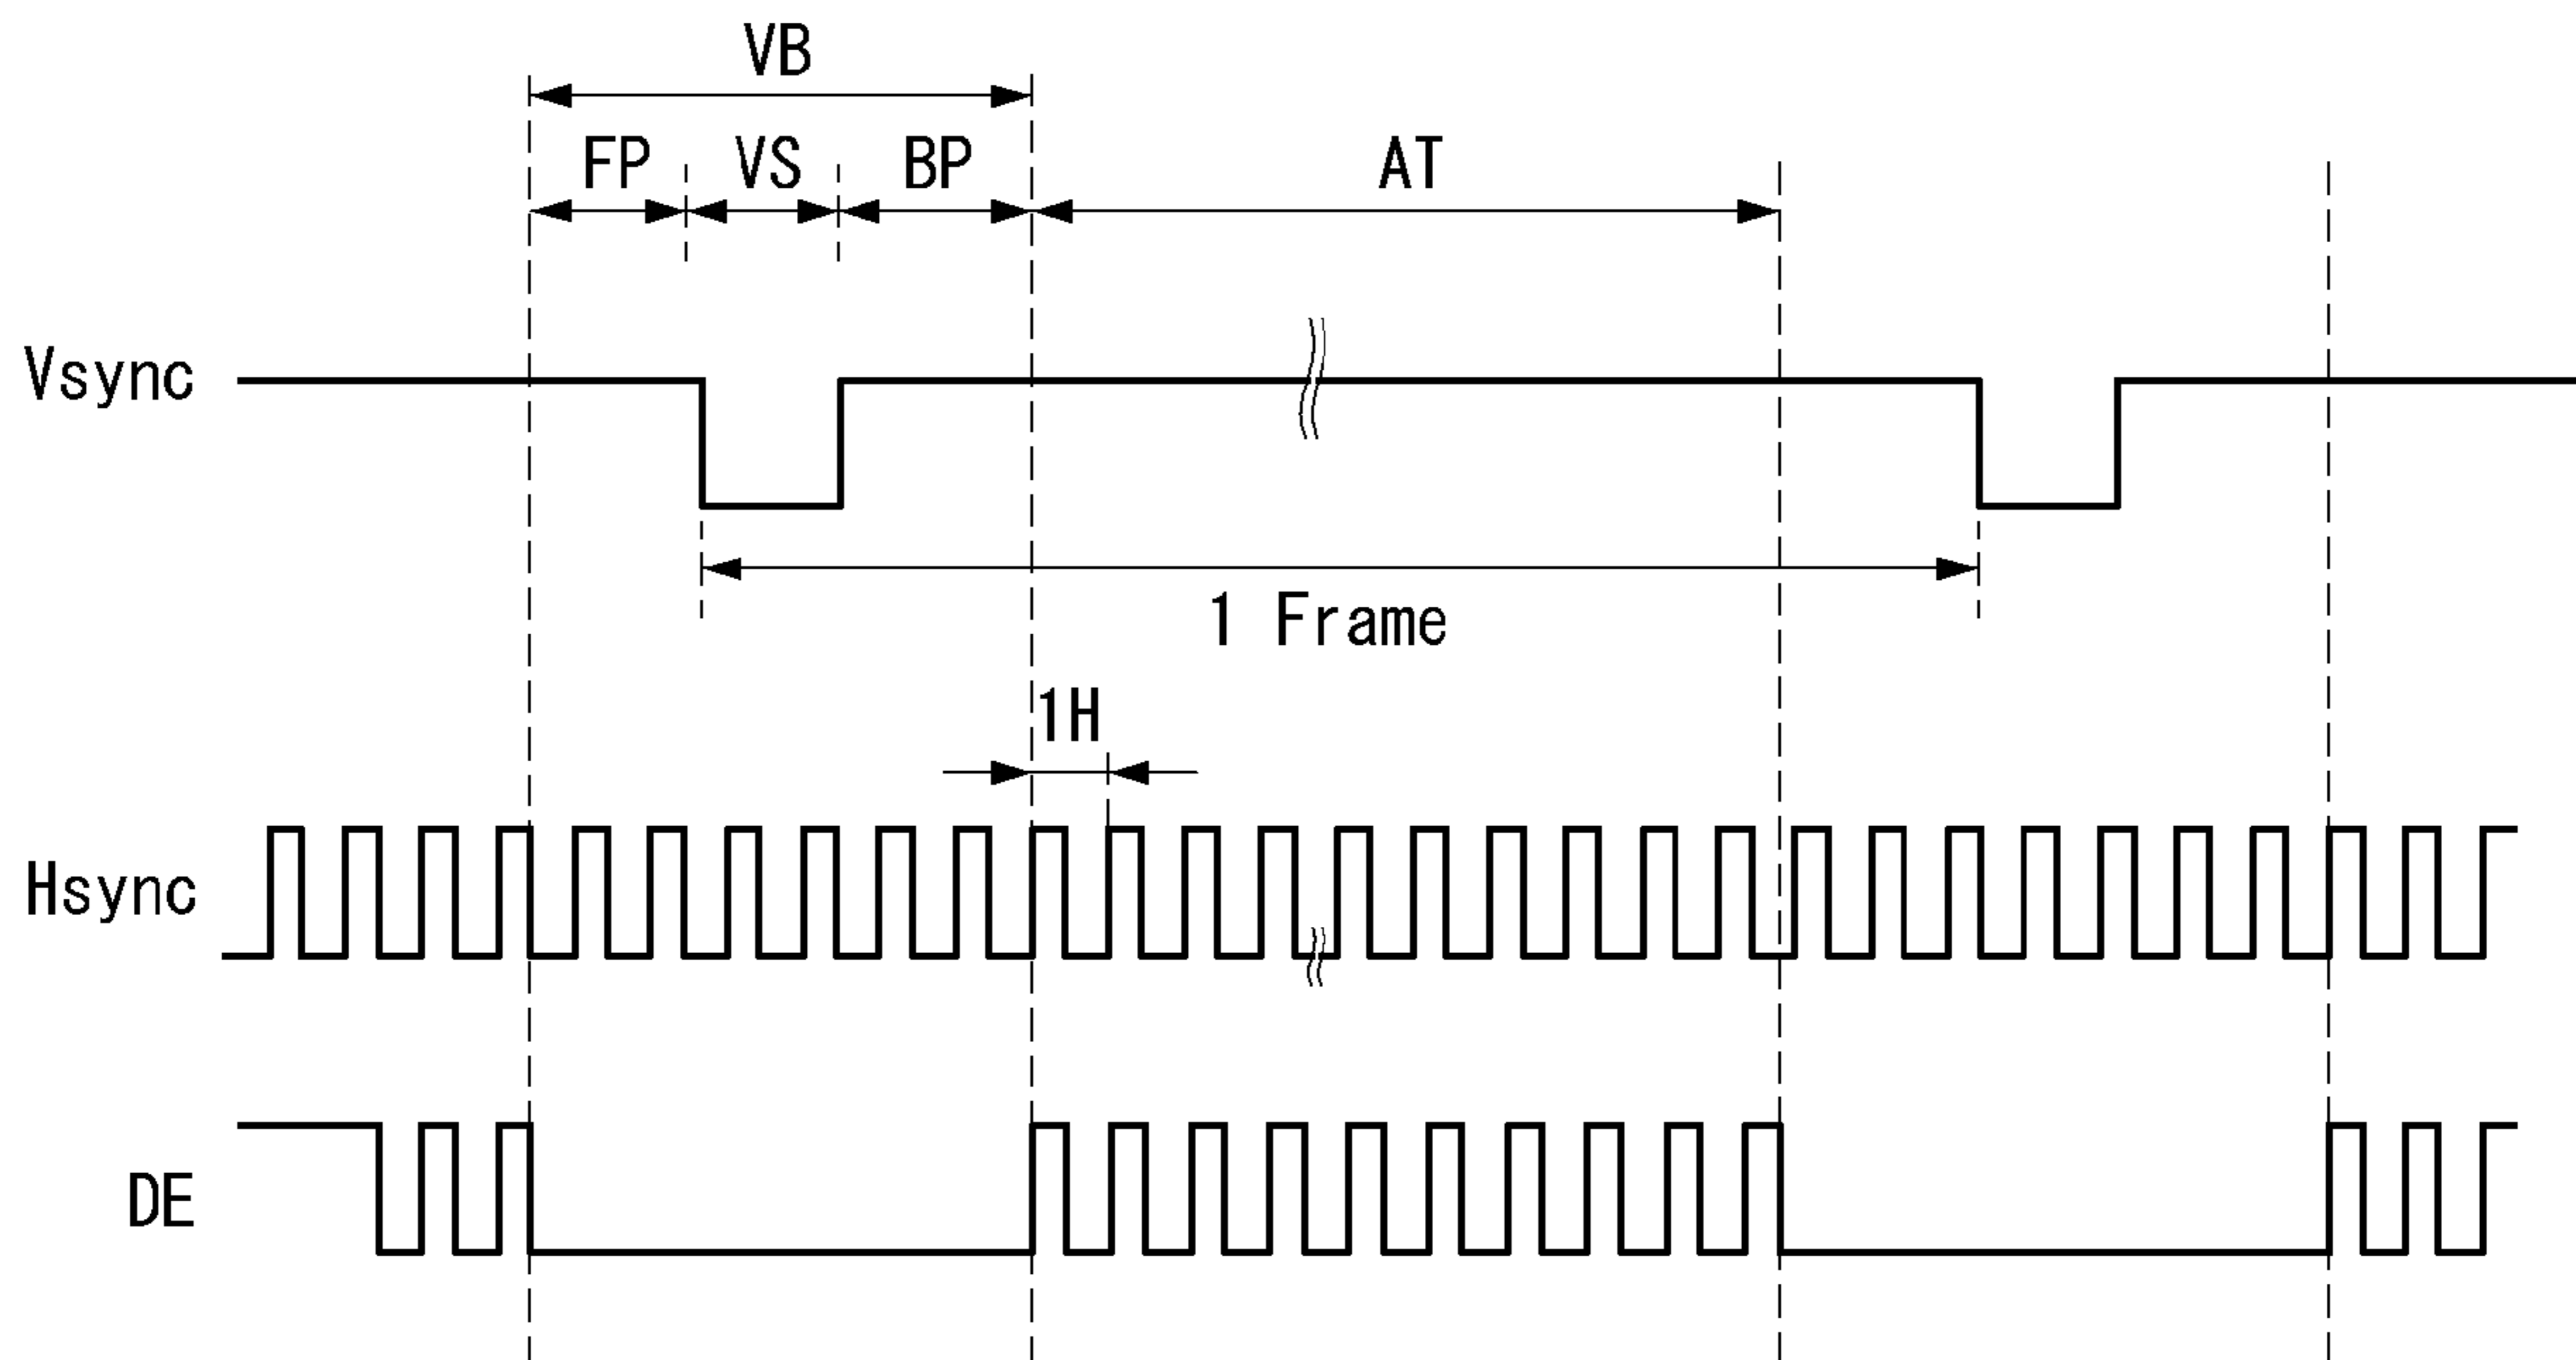 VB
FP VS BP AT
Vsync
1 Frame
1H
Hsync
DE